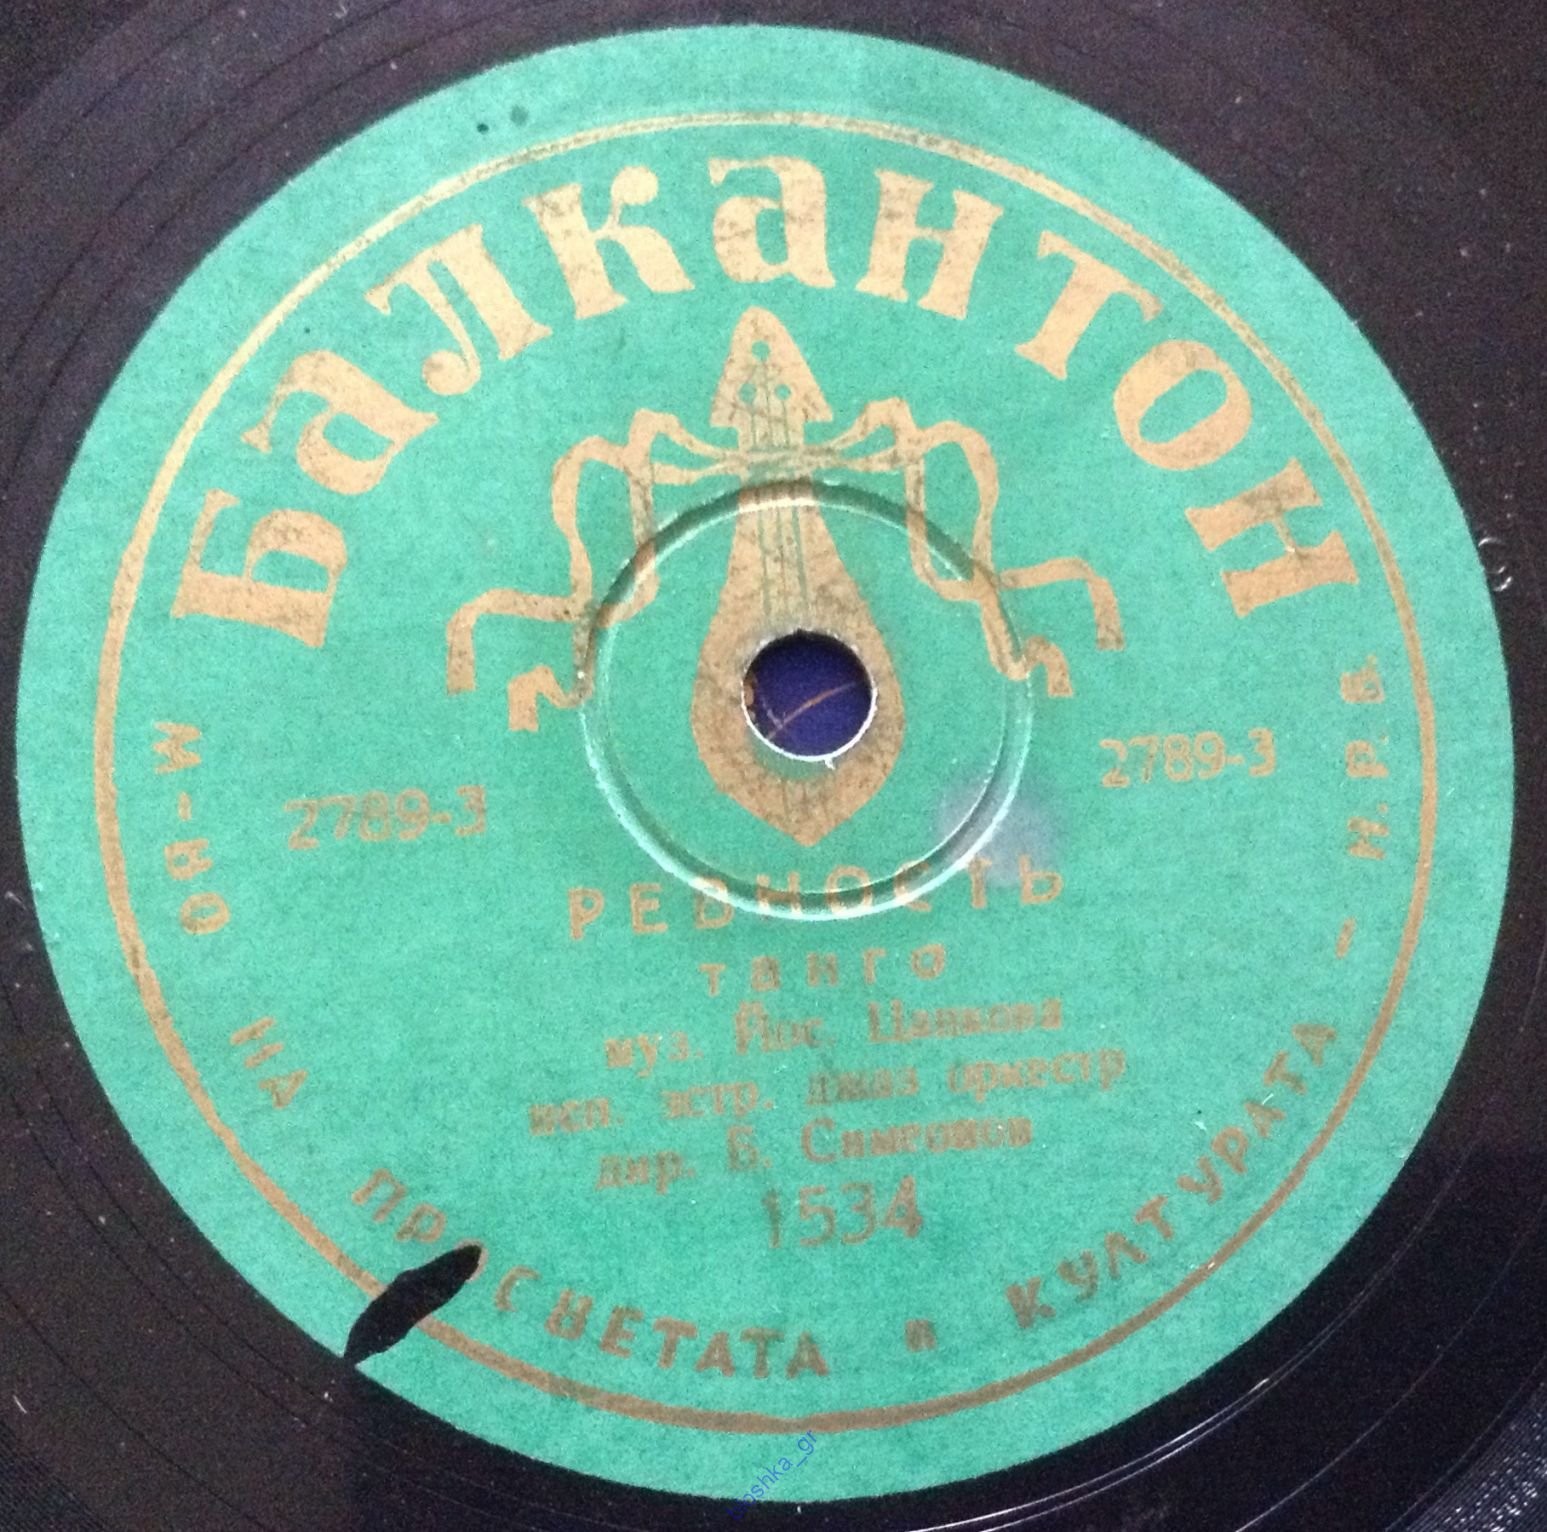 Балкантон
2789-3
2789-3
РЕВНОСТЬ
танго
муз. Йос. Цанкова
исп. эстр. джаз оркестр
дир. Б. Симеонов
1534
М-ВО НА ПРОСВЕТАТА и КУЛТУРАТА - Н.Р.Б.